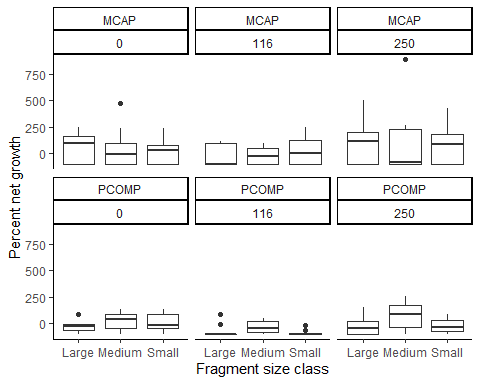 MCAP MCAP MCAP
0 116 250
750
500
250
0
Percent net growth
PCOMP PCOMP PCOMP
0 116 250
750
500
250
0
Large Medium Small Large Medium Small Large Medium Small
Fragment size class